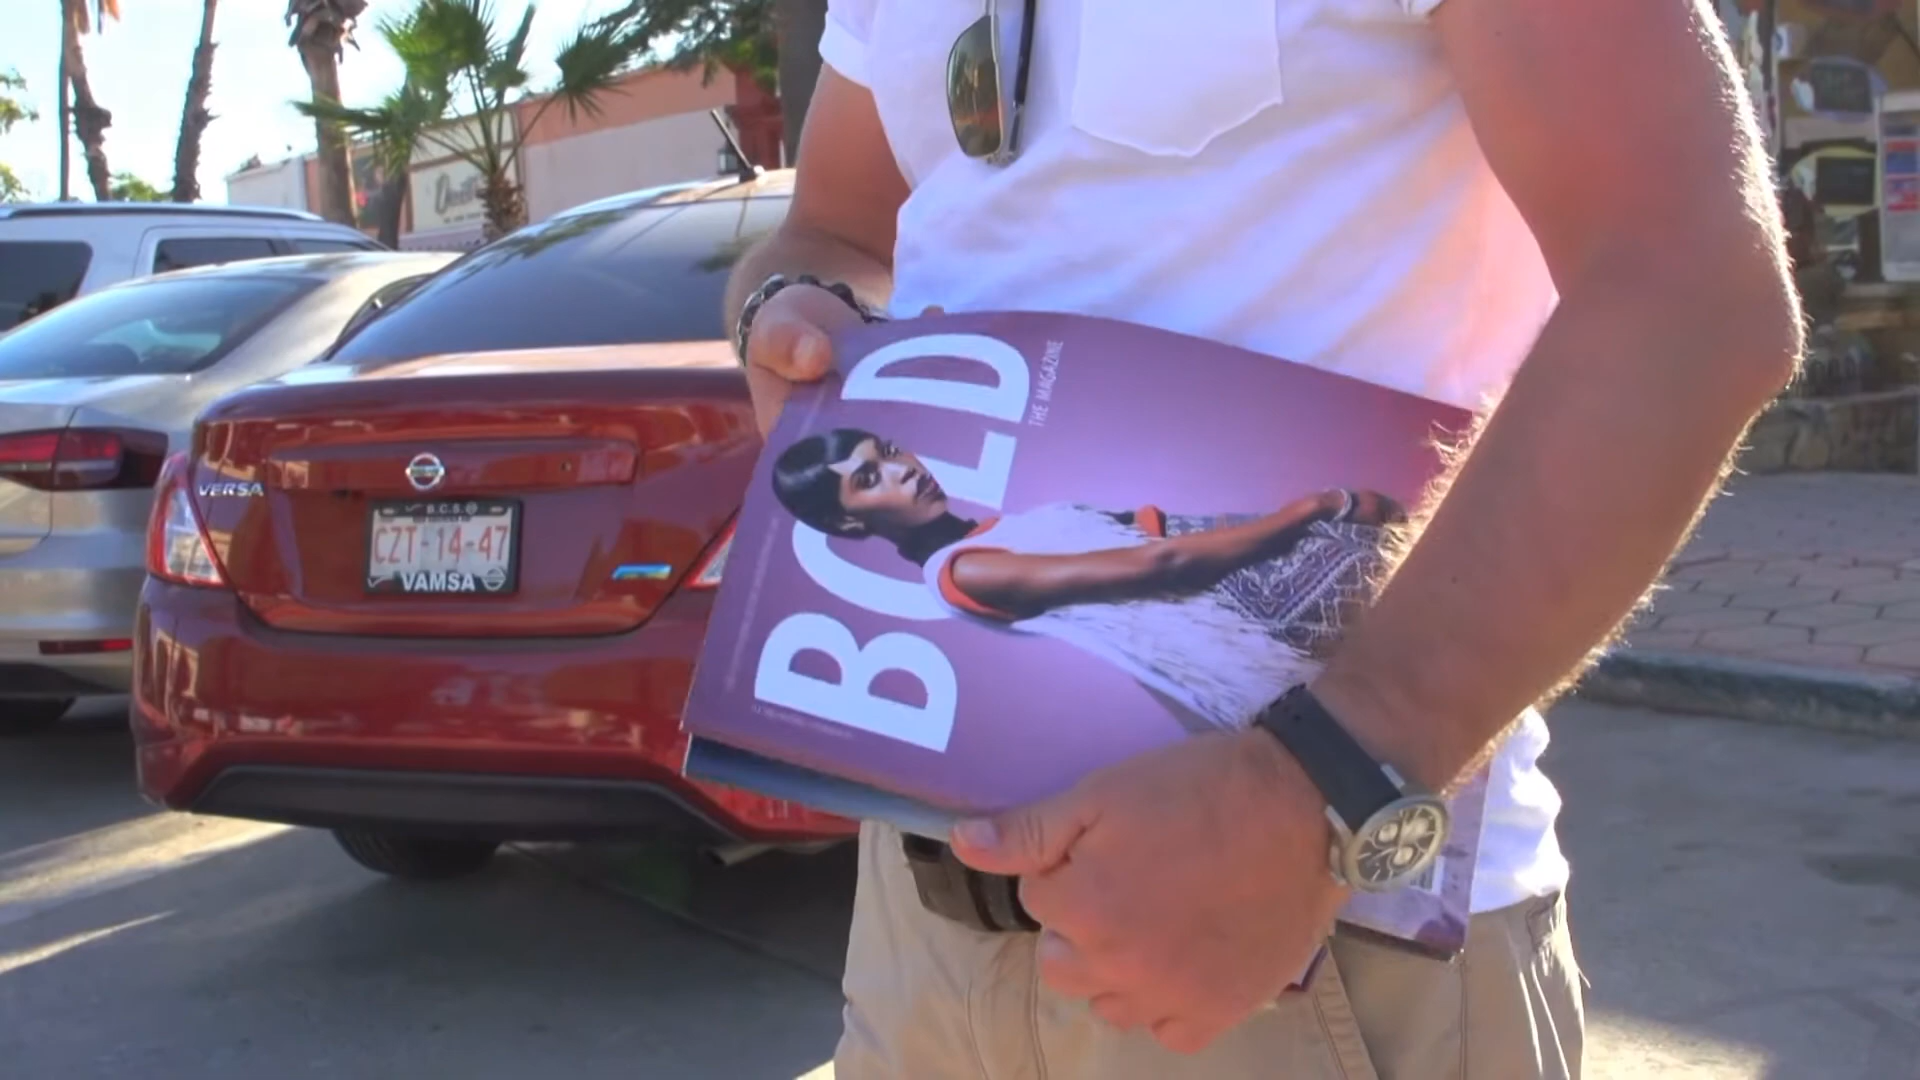 BOLD
THE MAGAZINE
VERSA
B.C.S.
CZT-14-47
VAMSA